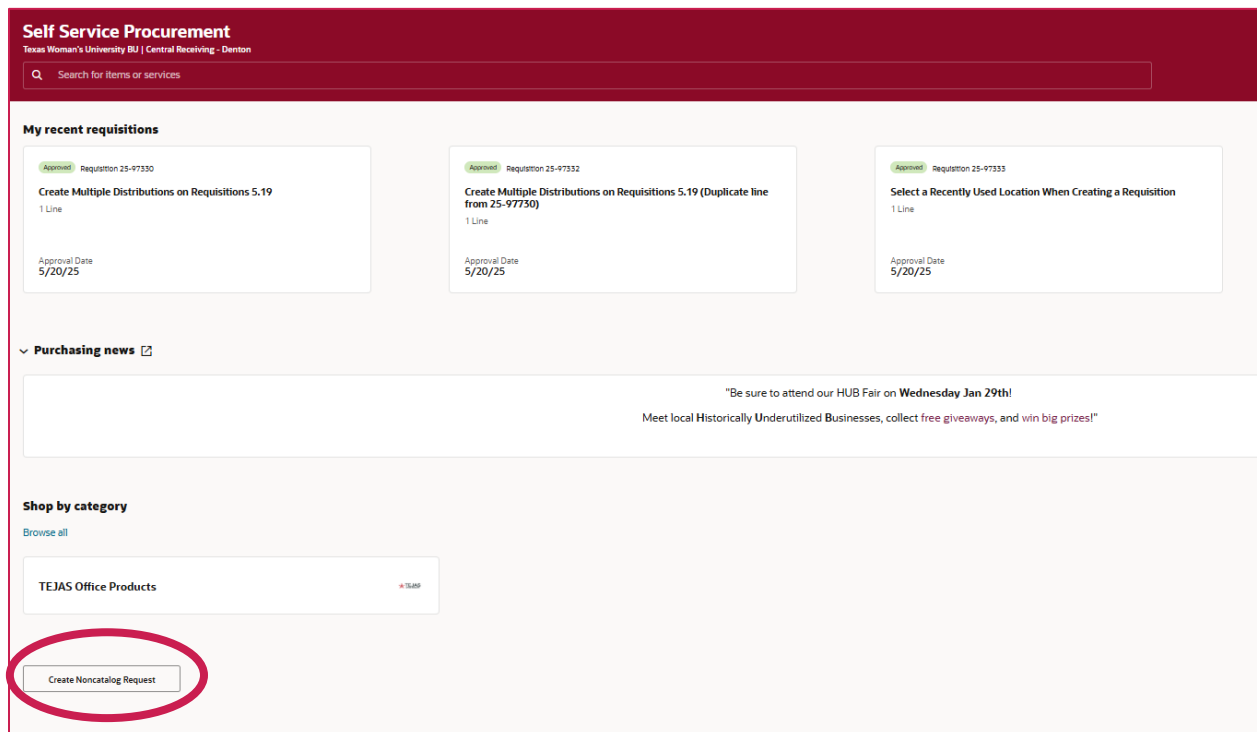 Self Service Procurement
Texas Woman's University BU | Central Receiving - Denton
Search for items or services
My recent requisitions
Approved Requisition 25-97330
Create Multiple Distributions on Requisitions 5.19
1 Line
Approval Date
5/20/25
Approved Requisition 25-97332
Create Multiple Distributions on Requisitions 5.19 (Duplicate line
from 25-97730)
1 Line
Approval Date
5/20/25
Approved Requisition 25-97333
Select a Recently Used Location When Creating a Requisition
1 Line
Approval Date
5/20/25
Purchasing news
"Be sure to attend our HUB Fair on Wednesday Jan 29th!
Meet local Historically Underutilized Businesses, collect free giveaways, and win big prizes!"
Shop by category
Browse all
TEJAS Office Products
Create Noncatalog Request